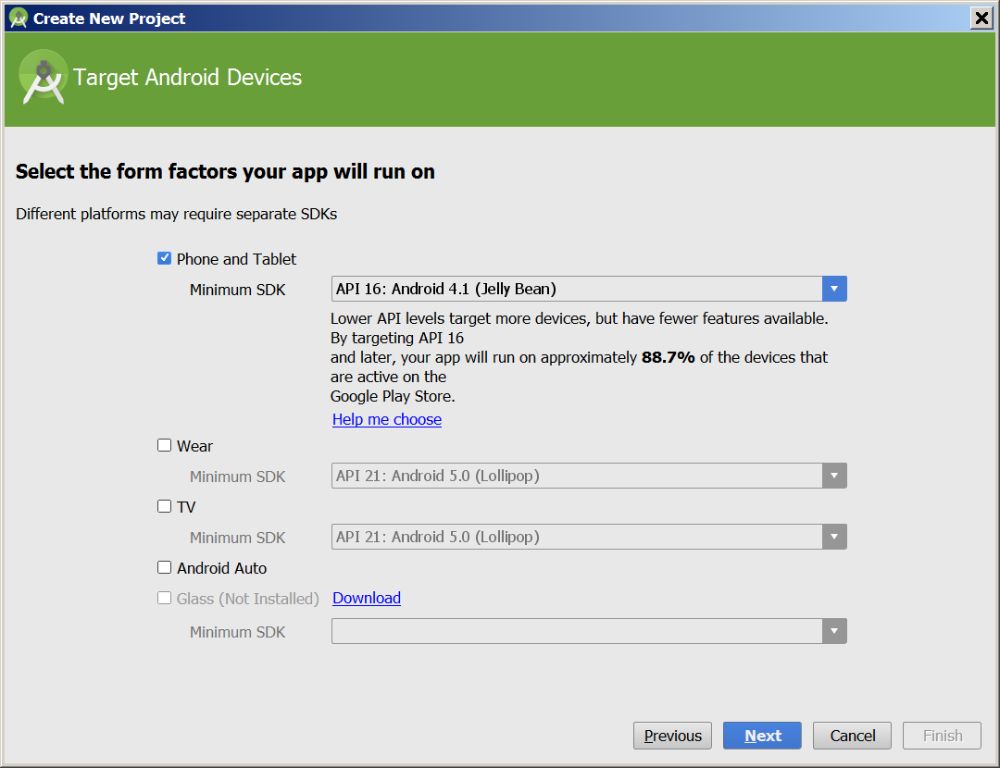 Create New Project
Target Android Devices
Select the form factors your app will run on
Different platforms may require separate SDKs
Phone and Tablet
Minimum SDK API 16: Android 4.1 (Jelly Bean)
Lower API levels target more devices, but have fewer features available.
By targeting API 16
and later, your app will run on approximately 88.7% of the devices that
are active on the
Google Play Store.
Help me choose
Wear
Minimum SDK API 21: Android 5.0 (Lollipop)
TV
Minimum SDK API 21: Android 5.0 (Lollipop)
Android Auto
Glass (Not Installed) Download
Minimum SDK
Previous Next Cancel Finish